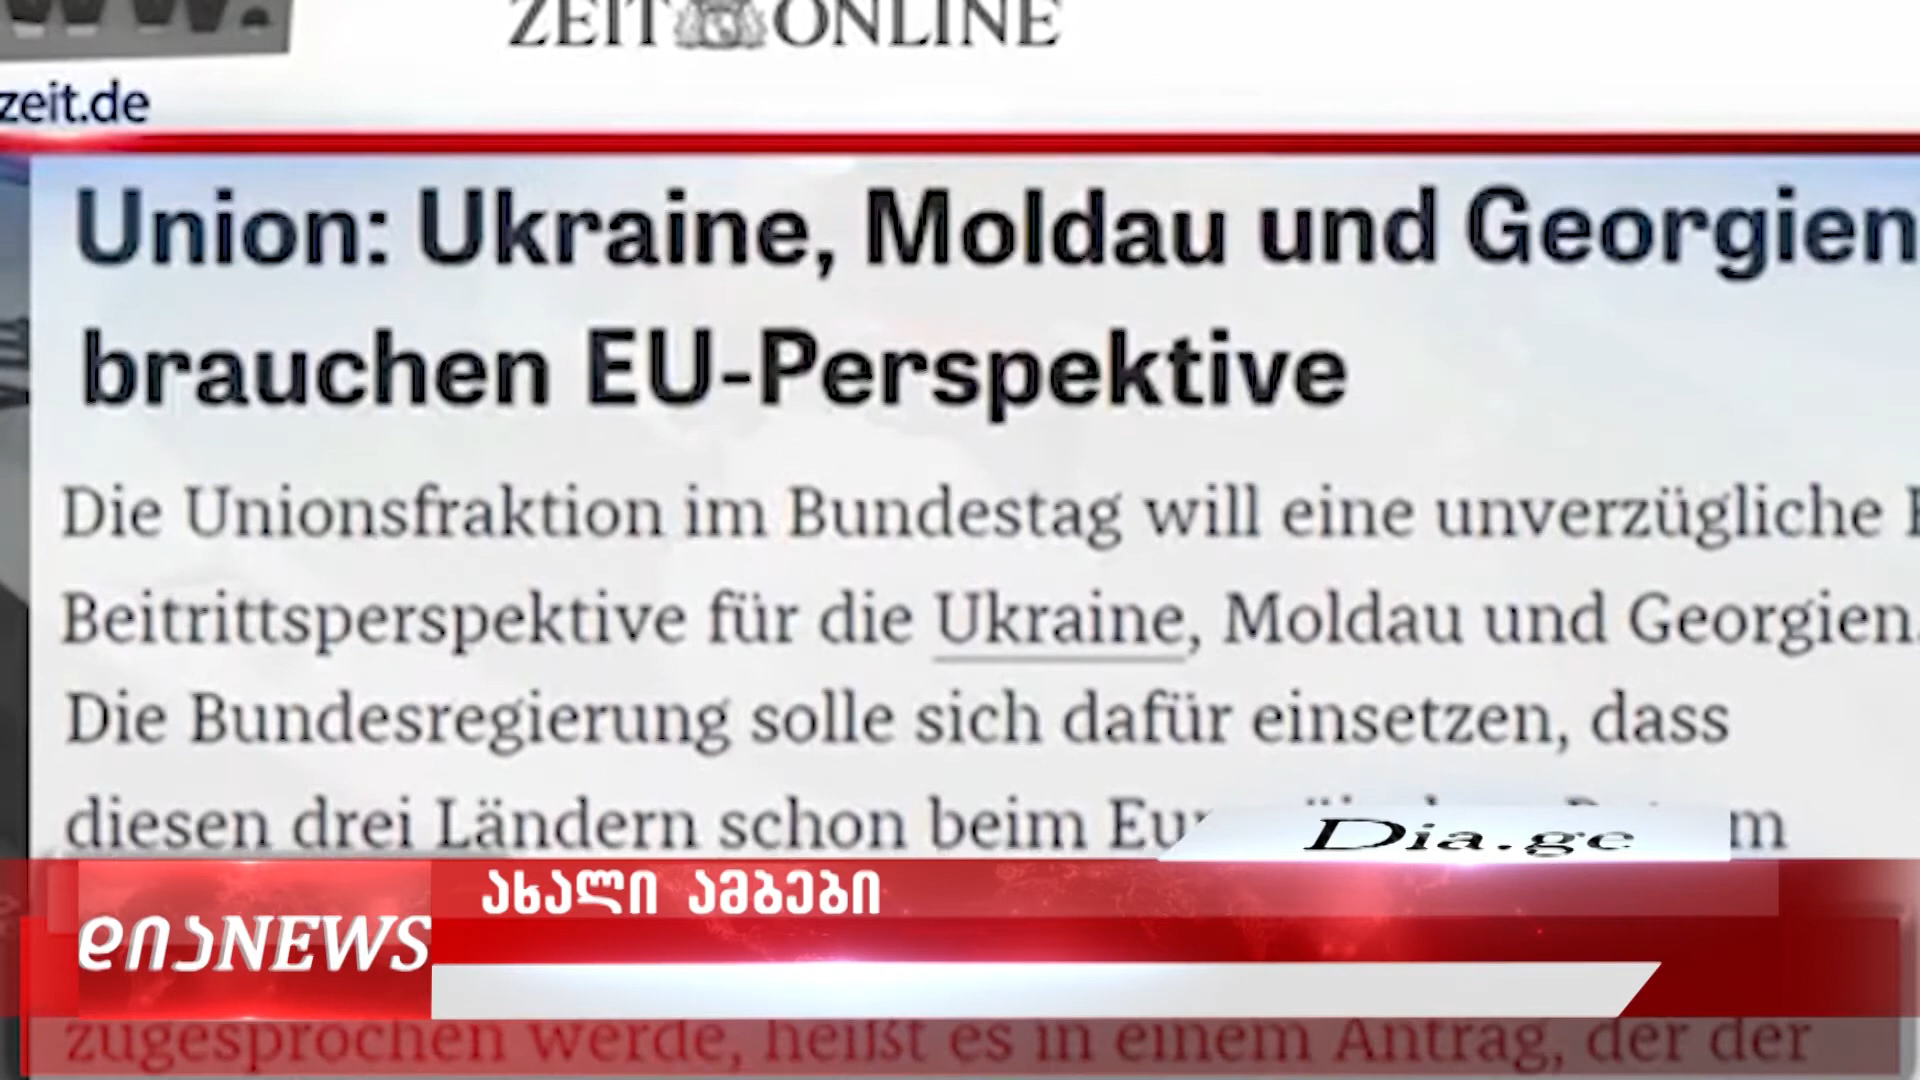 ww.
ZEIT ONLINE
zeit.de
Union: Ukraine, Moldau und Georgien
brauchen EU-Perspektive
Die Unionsfraktion im Bundestag will eine unverzügliche
Beitrittsperspektive für die Ukraine, Moldau und Georgien.
Die Bundesregierung solle sich dafür einsetzen, dass
diesen drei Ländern schon beim
Dia.ge
ახალი ამბები
დიაNEWS
zugesprochen werde, heißt es in einem Antrag, der der